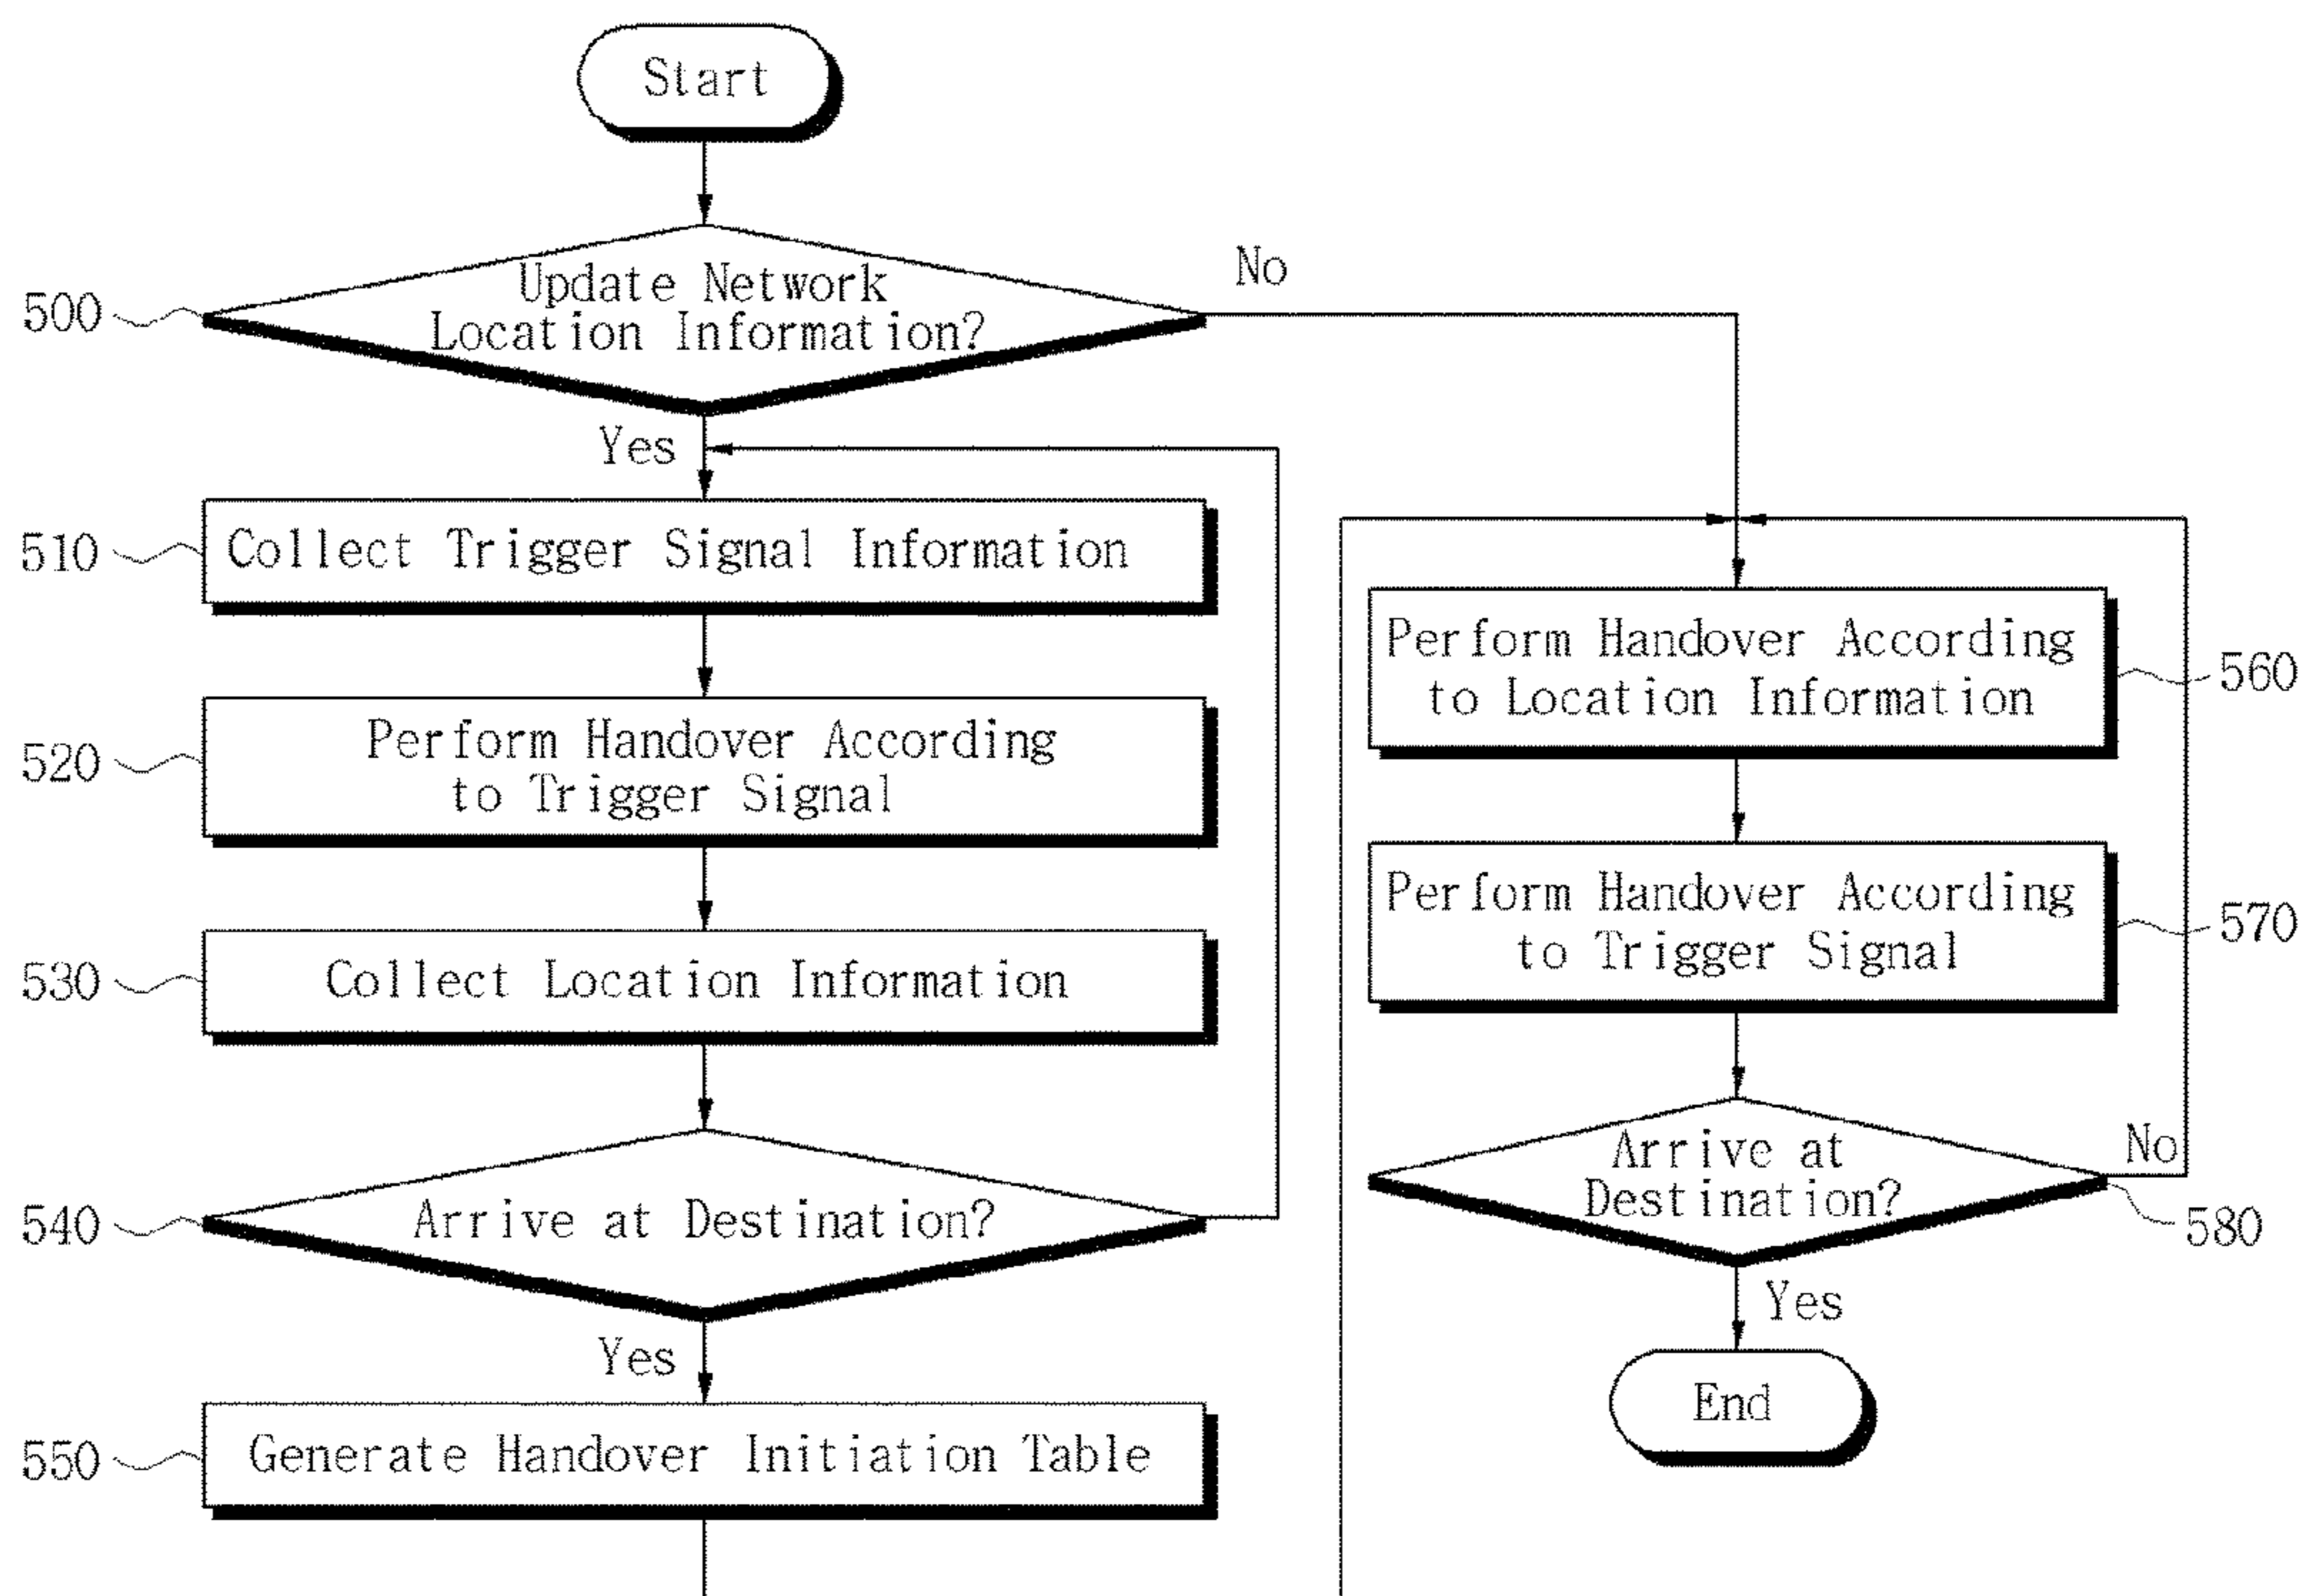 Start
Update Network
Location Information?
No
500
Yes
510
Collect Trigger Signal Information
520
Perform Handover According
to Trigger Signal
530
Collect Location Information
540
Arrive at Destination?
Yes
550
Generate Handover Initiation Table
Perform Handover According
to Location Information
560
Perform Handover According
to Trigger Signal
570
Arrive at
Destination?
No
580
Yes
End